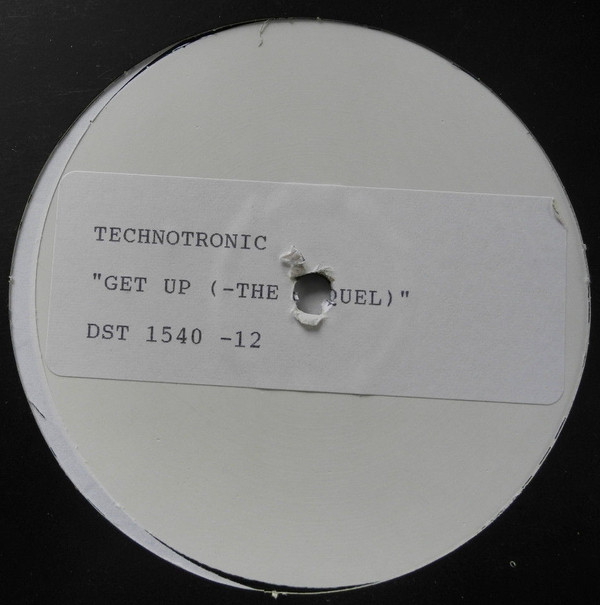 TECHNOTRONIC
"GET UP (-THE QUEL)"
DST 1540 -12